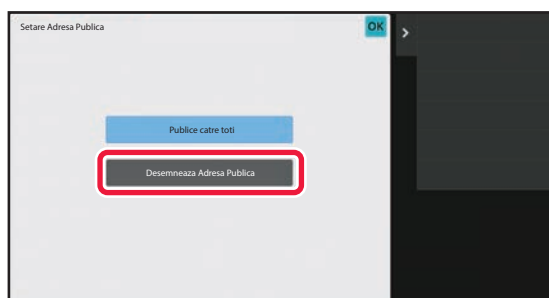 Setare Adresa Publica
OK
Publice catre toti
Desemneaza Adresa Publica